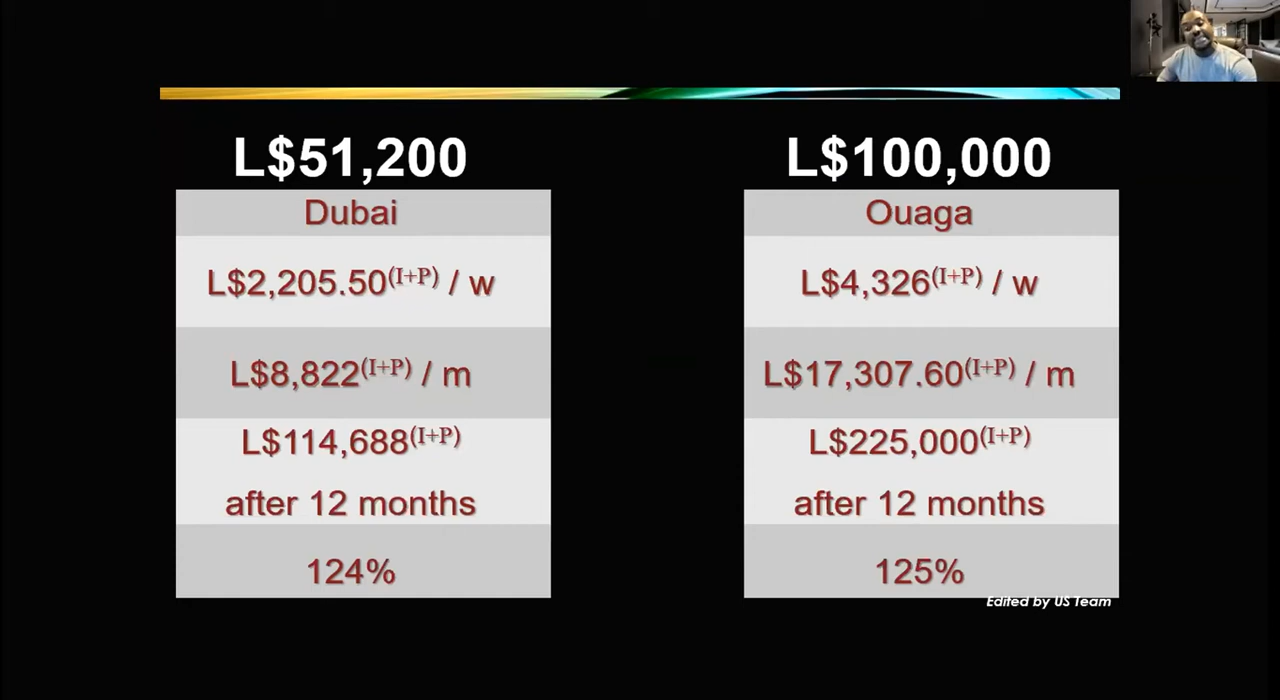 L$51,200
Dubai
L$2,205.50(I+P) / w
L$8,822(I+P) / m
L$114,688(I+P)
after 12 months
124%
L$100,000
Ouaga
L$4,326(I+P) / w
L$17,307.60(I+P) / m
L$225,000(I+P)
after 12 months
125%
Edited by US Team